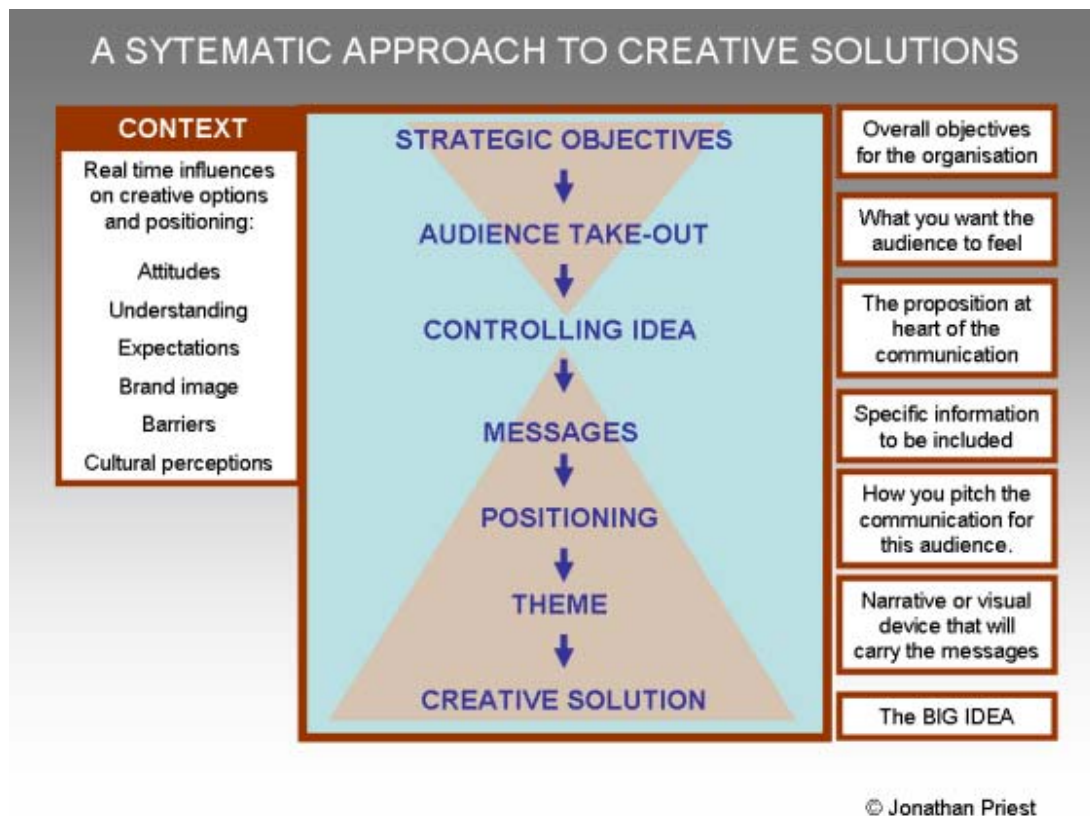 A SYTEMATIC APPROACH TO CREATIVE SOLUTIONS
CONTEXT
Real time influences
on creative options
and positioning:
Attitudes
Understanding
Expectations
Brand image
Barriers
Cultural perceptions
STRATEGIC OBJECTIVES
AUDIENCE TAKE-OUT
CONTROLLING IDEA
MESSAGES
POSITIONING
THEME
CREATIVE SOLUTION
Overall objectives
for the organisation
What you want the
audience to feel
The proposition at
heart of the
communication
Specific information
to be included
How you pitch the
communication for
this audience.
Narrative or visual
device that will
carry the messages
The BIG IDEA
© Jonathan Priest